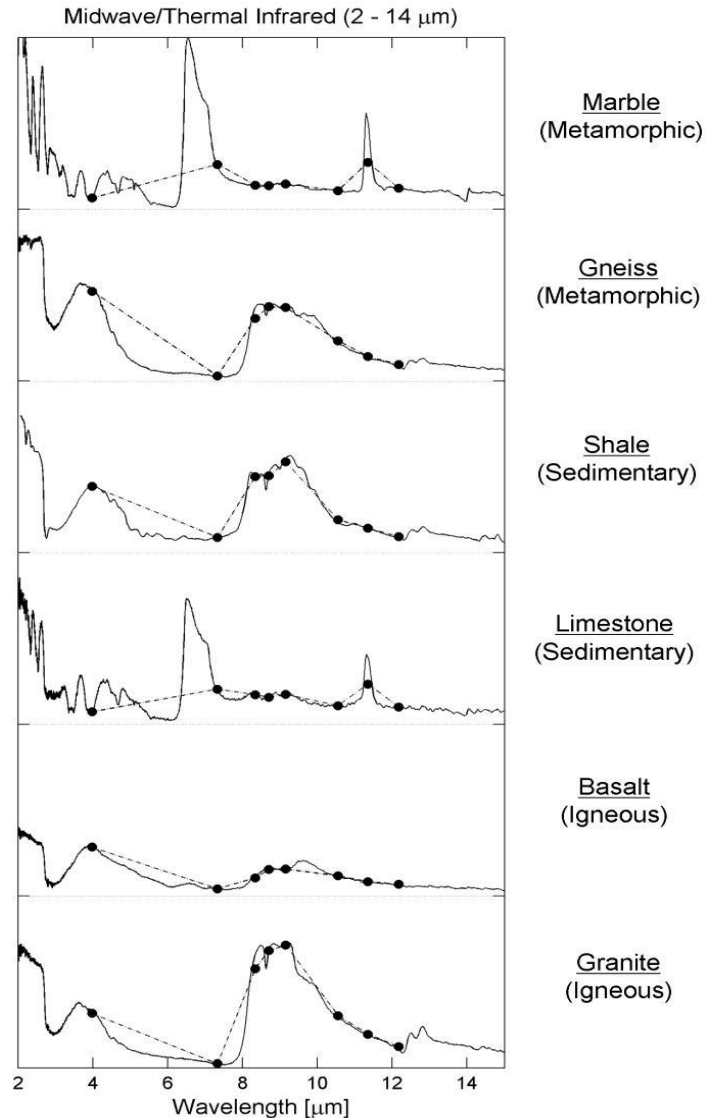 Midwave/Thermal Infrared (2 - 14 μm)
Marble
(Metamorphic)
Gneiss
(Metamorphic)
Shale
(Sedimentary)
Limestone
(Sedimentary)
Basalt
(Igneous)
Granite
(Igneous)
2 4 6 8 10 12 14
Wavelength [μm]